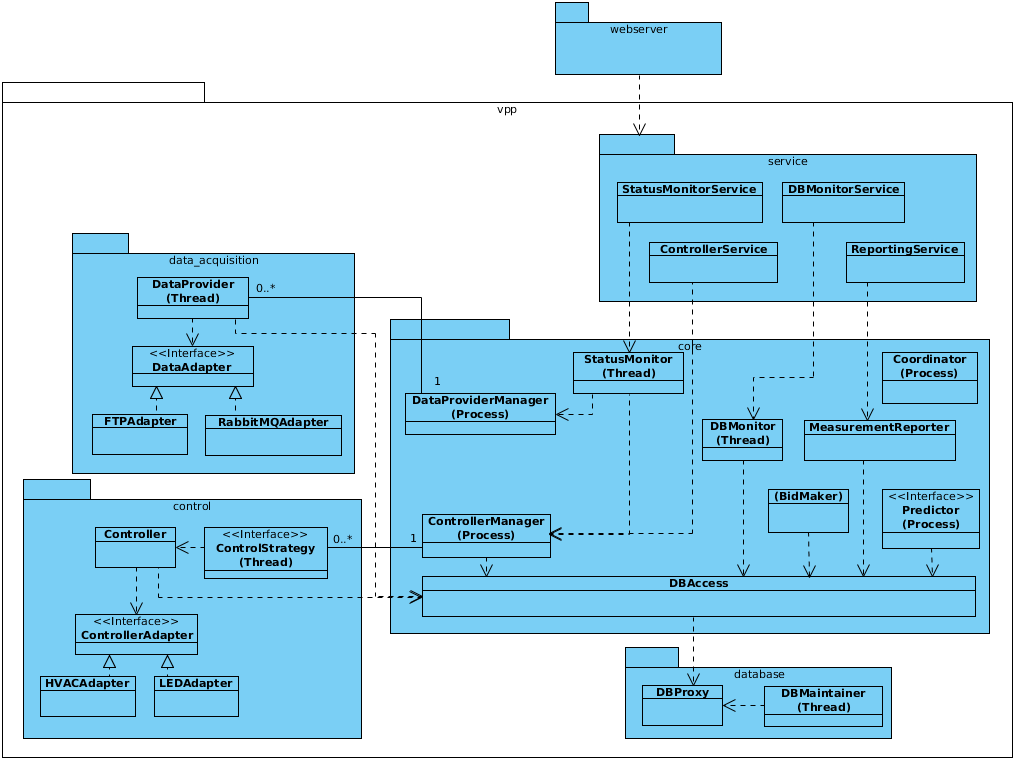 webserver
vpp
service
StatusMonitorService
DBMonitorService
ControllerService
ReportingService
data_acquisition
DataProvider
(Thread)
0..*
<<Interface>>
DataAdapter
FTPAdapter
RabbitMQAdapter
core
StatusMonitor
(Thread)
Coordinator
(Process)
1
DataProviderManager
(Process)
DBMonitor
(Thread)
MeasurementReporter
(BidMaker)
<<Interface>>
Predictor
(Process)
ControllerManager
(Process)
DBAccess
control
Controller
<<Interface>>
ControlStrategy
(Thread)
0..*
1
<<Interface>>
ControllerAdapter
HVACAdapter
LEDAdapter
database
DBProxy
DBMaintainer
(Thread)